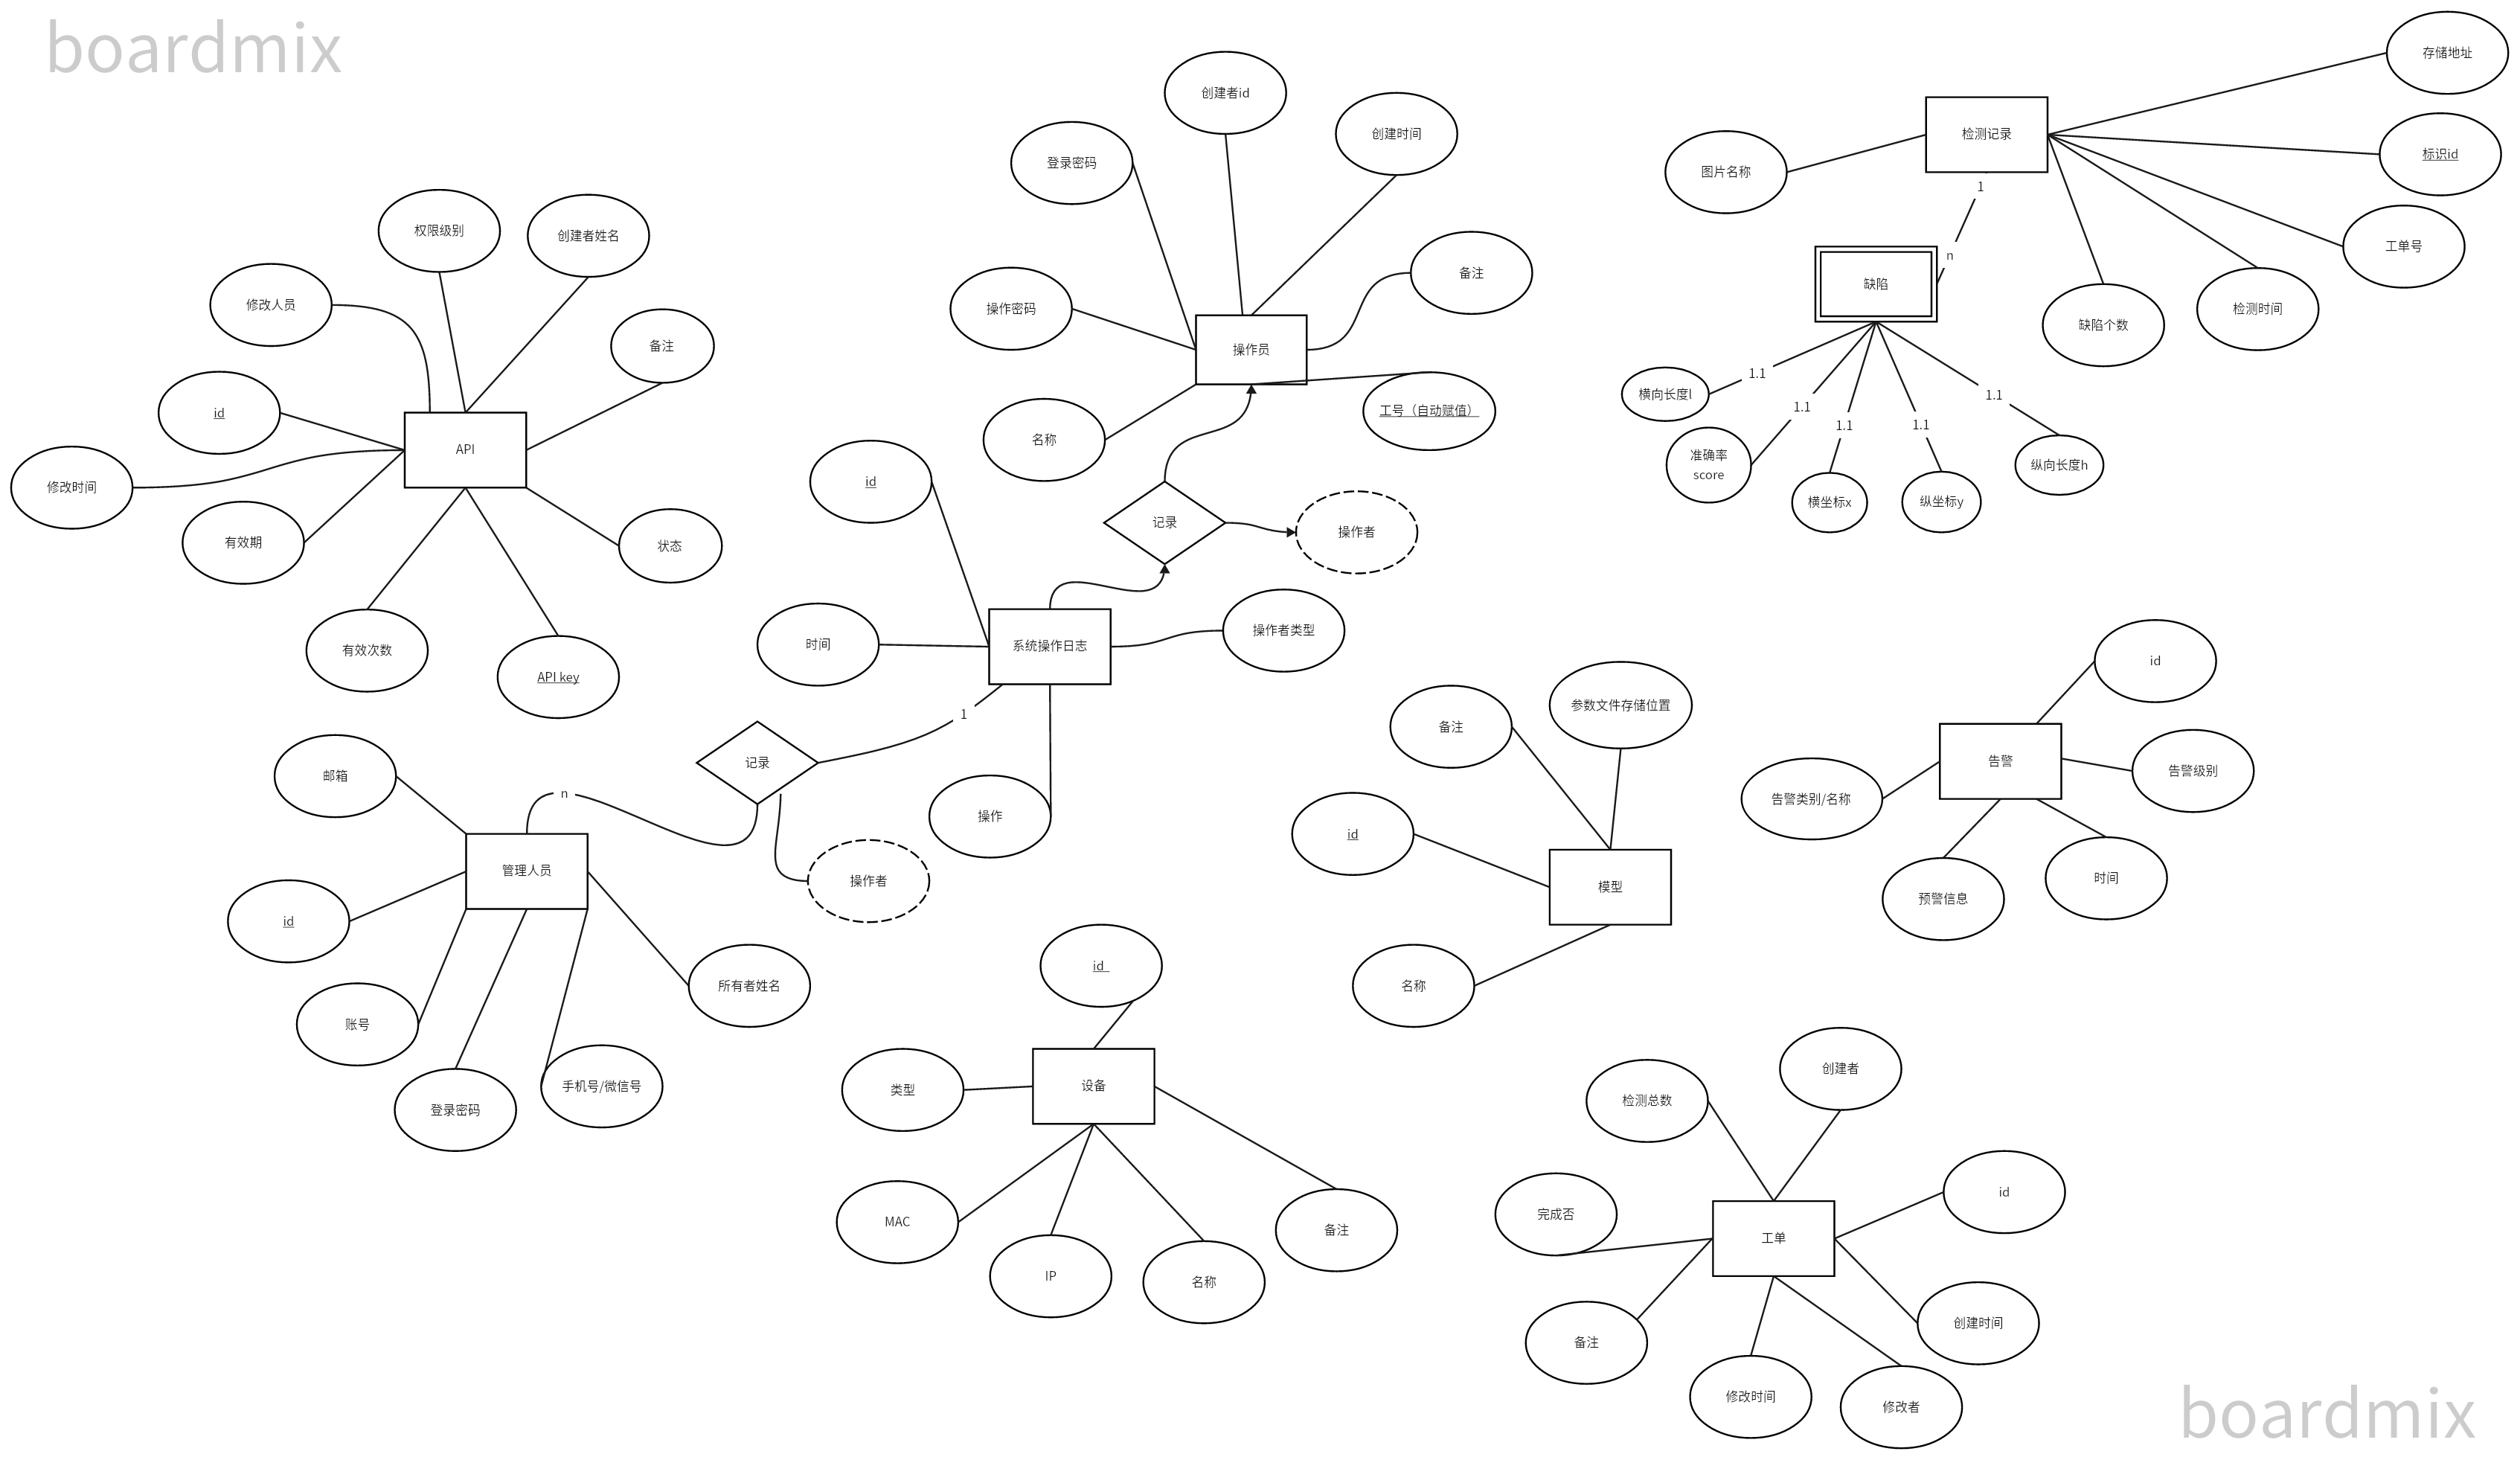 boardmix
API
权限级别
创建者姓名
修改人员
备注
id
修改时间
有效期
状态
有效次数
API key
操作员
创建者id
登录密码
创建时间
操作密码
备注
名称
工号（自动赋值）
记录
操作者
系统操作日志
id
时间
操作者类型
操作
1
记录
n
操作者
管理人员
邮箱
id
账号
登录密码
手机号/微信号
所有者姓名
检测记录
存储地址
图片名称
标识id
工单号
检测时间
缺陷个数
1
n
缺陷
1.1
1.1
1.1
1.1
1.1
横向长度l
准确率
score
横坐标x
纵坐标y
纵向长度h
模型
备注
参数文件存储位置
id
名称
告警
id
告警类别/名称
告警级别
预警信息
时间
设备
id
类型
MAC
IP
名称
备注
工单
检测总数
创建者
完成否
id
备注
创建时间
修改时间
修改者
boardmix